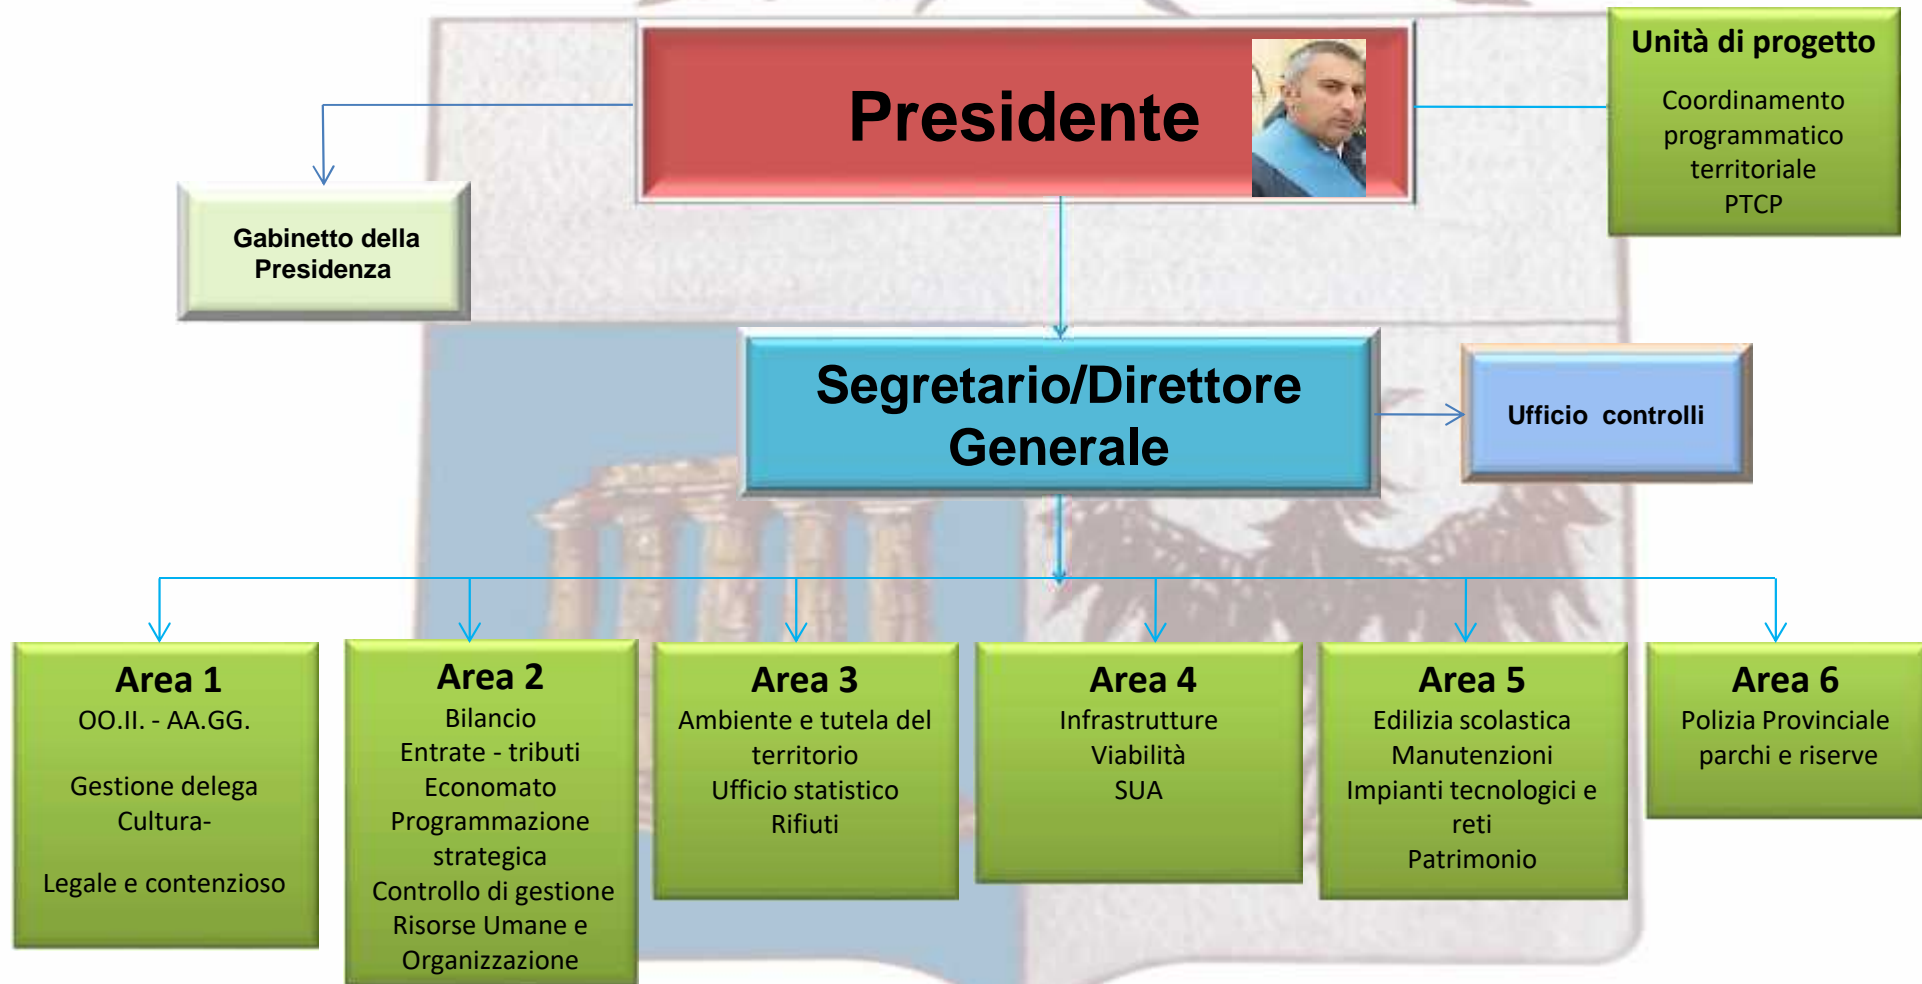 Presidente
Unità di progetto
Coordinamento
programmatico
territoriale
PTCP
Gabinetto della
Presidenza
Segretario/Direttore
Generale
Ufficio controlli
Area 1
OO.II. - AA.GG.
Gestione delega
Cultura-
Legale e contenzioso
Area 2
Bilancio
Entrate - tributi
Economato
Programmazione
strategica
Controllo di gestione
Risorse Umane e
Organizzazione
Area 3
Ambiente e tutela del
territorio
Ufficio statistico
Rifiuti
Area 4
Infrastrutture
Viabilità
SUA
Area 5
Edilizia scolastica
Manutenzioni
Impianti tecnologici e
reti
Patrimonio
Area 6
Polizia Provinciale
parchi e riserve